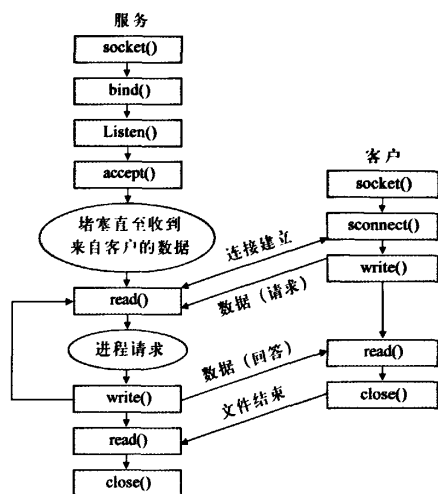 服务
socket()
bind()
Listen()
accept()
堵塞直至收到
来自客户的数据
read()
进程请求
write()
read()
close()
客户
socket()
sconnect()
write()
read()
close()
连接建立
数据（请求）
数据（回答）
文件结束